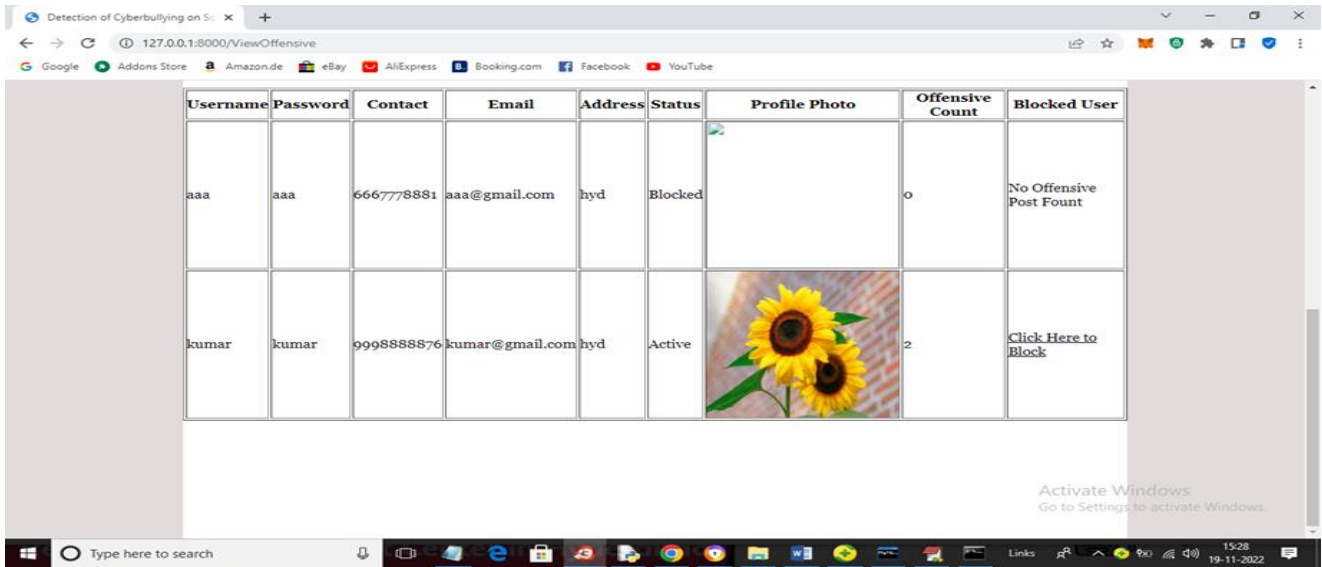 Detection of Cyberbullying on Sc
127.0.0.1:8000/ViewOffensive
Google Addons Store Amazon.de eBay AliExpress Booking.com Facebook YouTube
Username Password Contact Email Address Status Profile Photo Offensive Count Blocked User
aaa aaa 6667778881 aaa@gmail.com hyd Blocked 0 No Offensive Post Fount
kumar kumar 9998888876 kumar@gmail.com hyd Active 2 Click Here to Block
Activate Windows
Go to Settings to activate Windows.
Type here to search
Links
15:28
19-11-2022